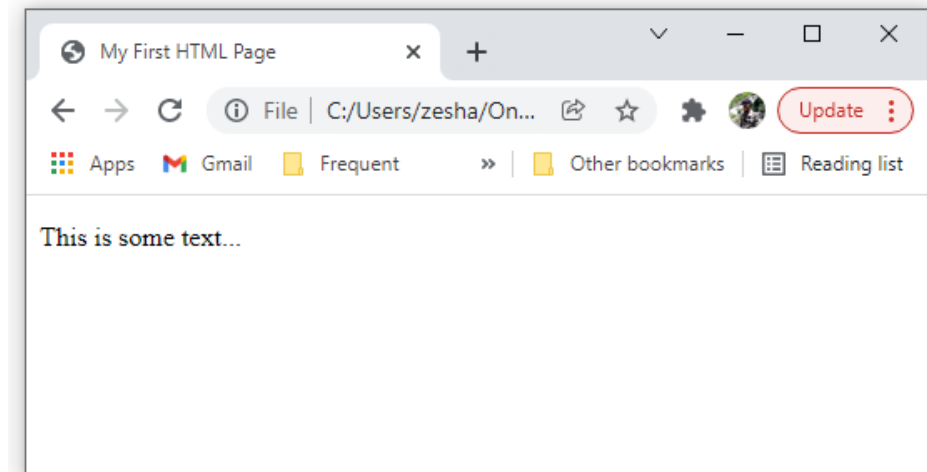 My First HTML Page
File C:/Users/zesha/On... Update
Apps Gmail Frequent » Other bookmarks Reading list
This is some text...